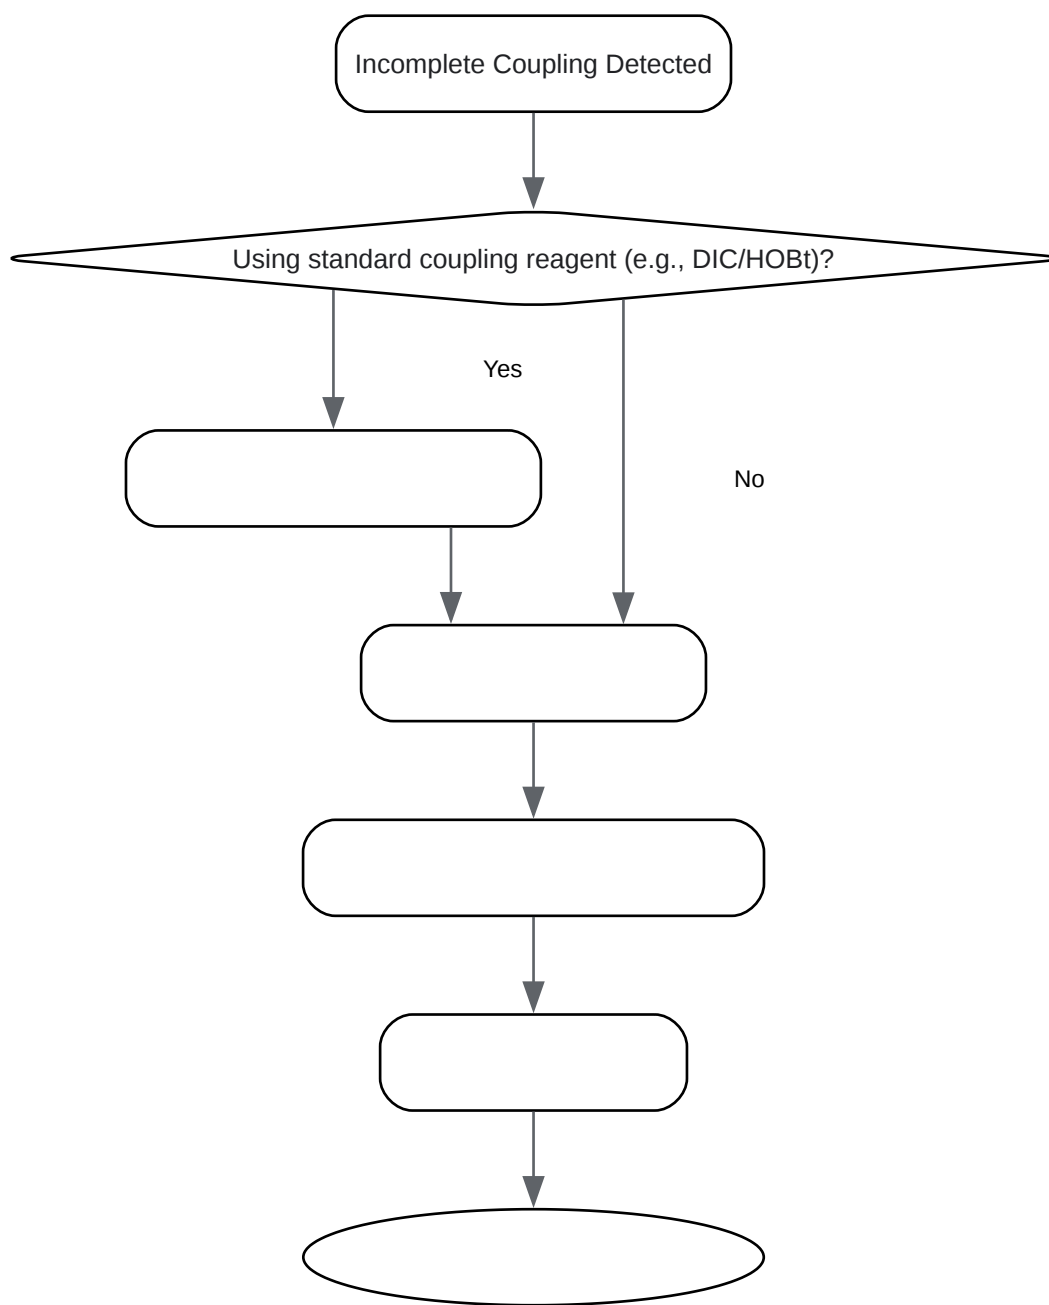 Incomplete Coupling Detected
Using standard coupling reagent (e.g., DIC/HOBt)?
Yes
No